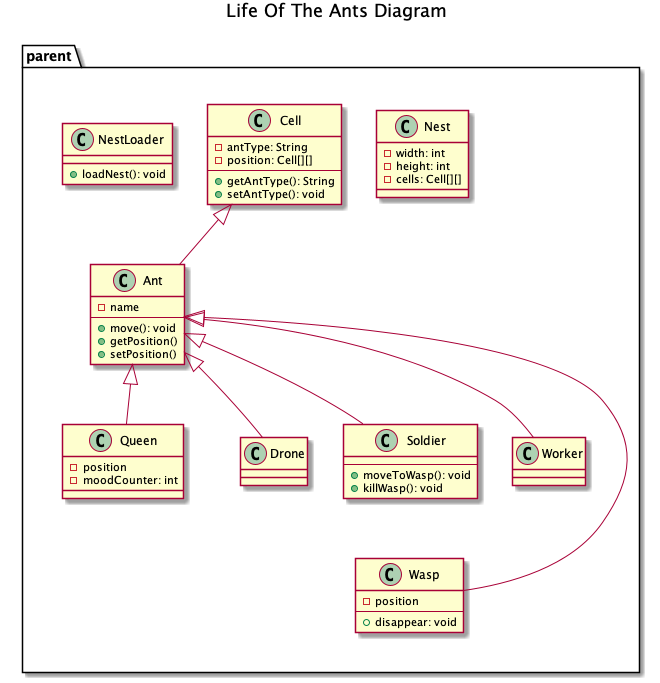 Life Of The Ants Diagram
parent
C NestLoader
loadNest(): void
C Cell
antType: String
position: Cell[][]
getAntType(): String
setAntType(): void
C Nest
width: int
height: int
cells: Cell[][]
C Ant
name
move(): void
getPosition()
setPosition()
C Queen
position
moodCounter: int
C Drone
C Soldier
moveToWasp(): void
killWasp(): void
C Worker
C Wasp
position
disappear: void